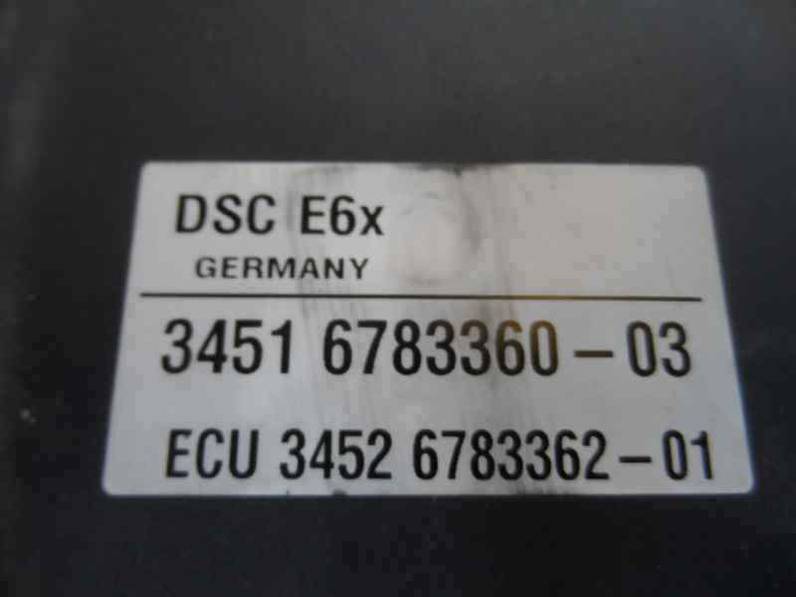 DSC E6x
GERMANY
3451 6783360-03
ECU 3452 6783362-01